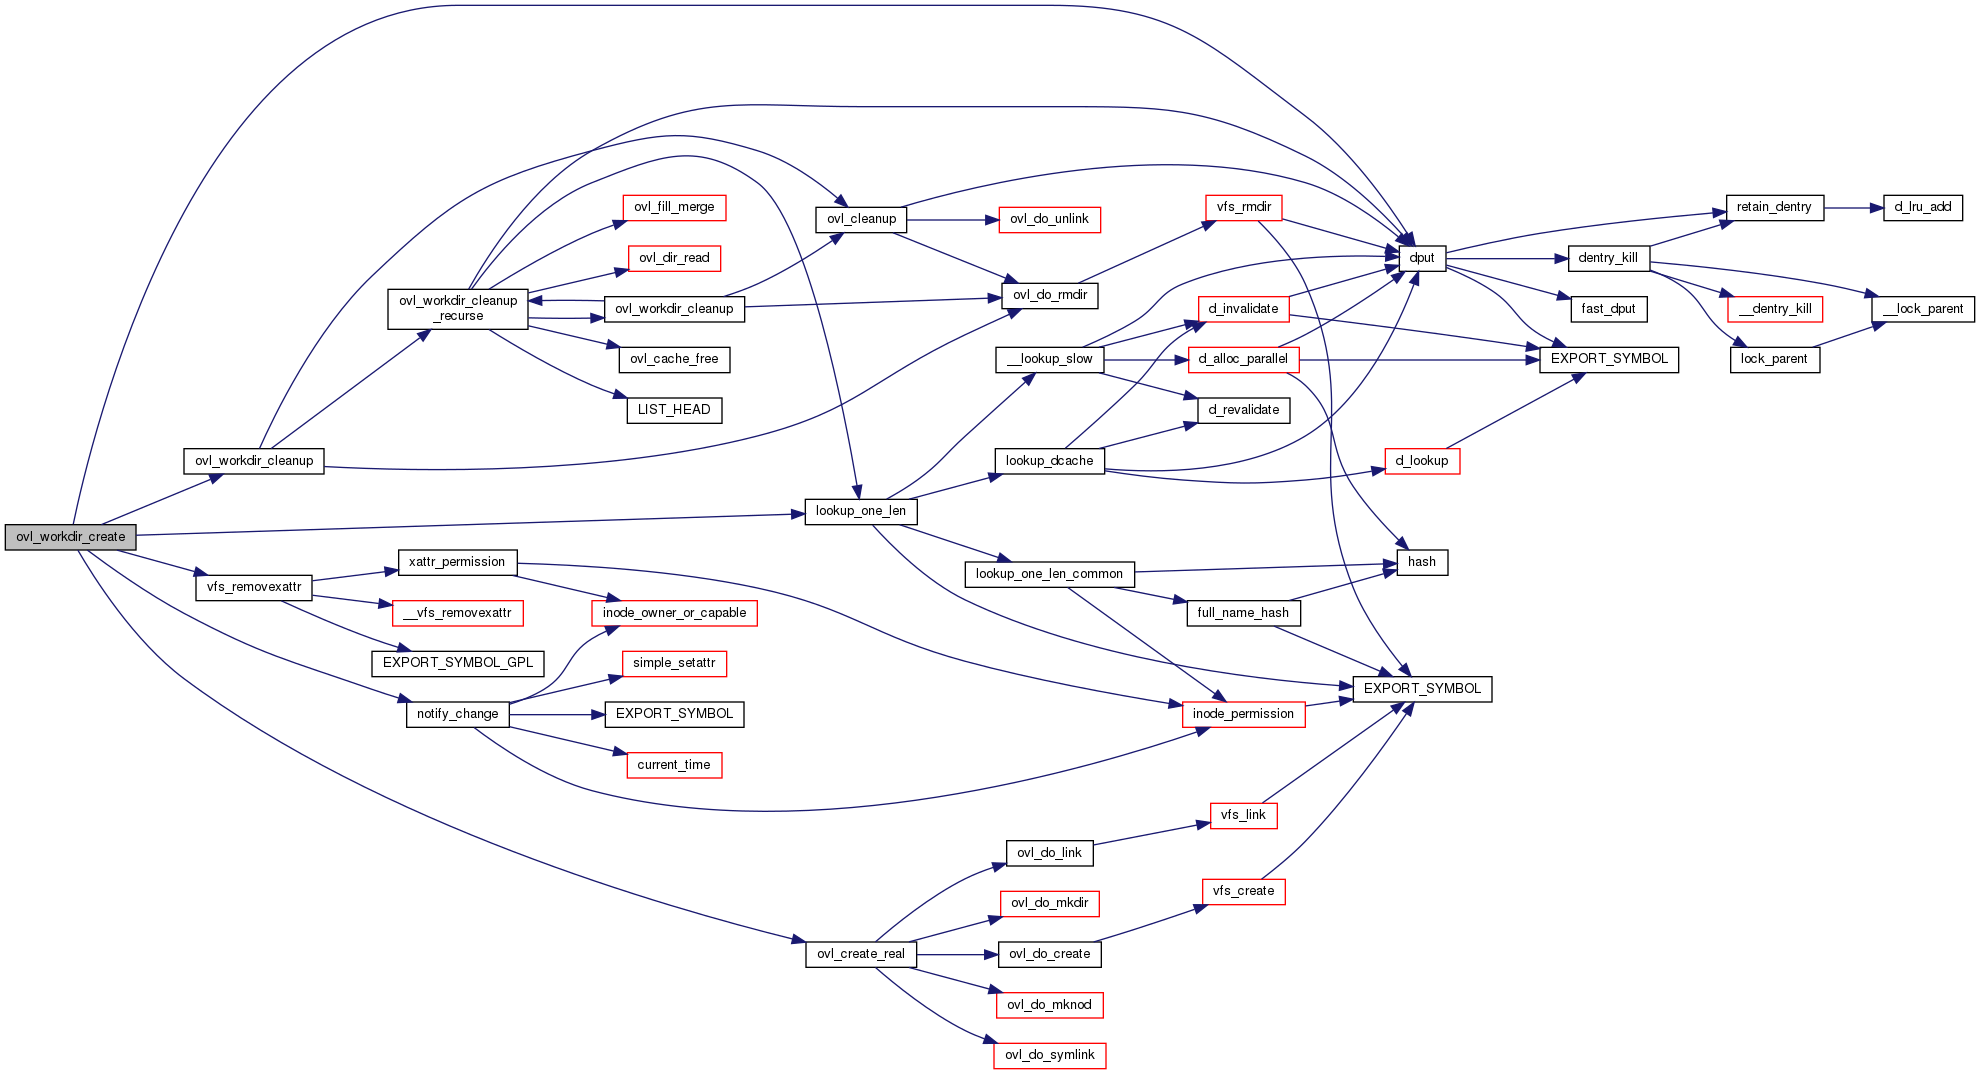 ovl_workdir_create
ovl_workdir_cleanup
vfs_removexattr
ovl_workdir_cleanup
_recurse
xattr_permission
__vfs_removexattr
EXPORT_SYMBOL_GPL
notify_change
ovl_fill_merge
ovl_dir_read
ovl_workdir_cleanup
ovl_cache_free
LIST_HEAD
inode_owner_or_capable
simple_setattr
EXPORT_SYMBOL
current_time
ovl_cleanup
lookup_one_len
ovl_create_real
ovl_do_unlink
ovl_do_rmdir
__lookup_slow
lookup_dcache
lookup_one_len_common
ovl_do_link
ovl_do_mkdir
ovl_do_create
ovl_do_mknod
ovl_do_symlink
vfs_rmdir
d_invalidate
d_alloc_parallel
d_revalidate
full_name_hash
inode_permission
vfs_link
vfs_create
dput
d_lookup
hash
EXPORT_SYMBOL
dentry_kill
fast_dput
EXPORT_SYMBOL
retain_dentry
__dentry_kill
lock_parent
d_lru_add
__lock_parent